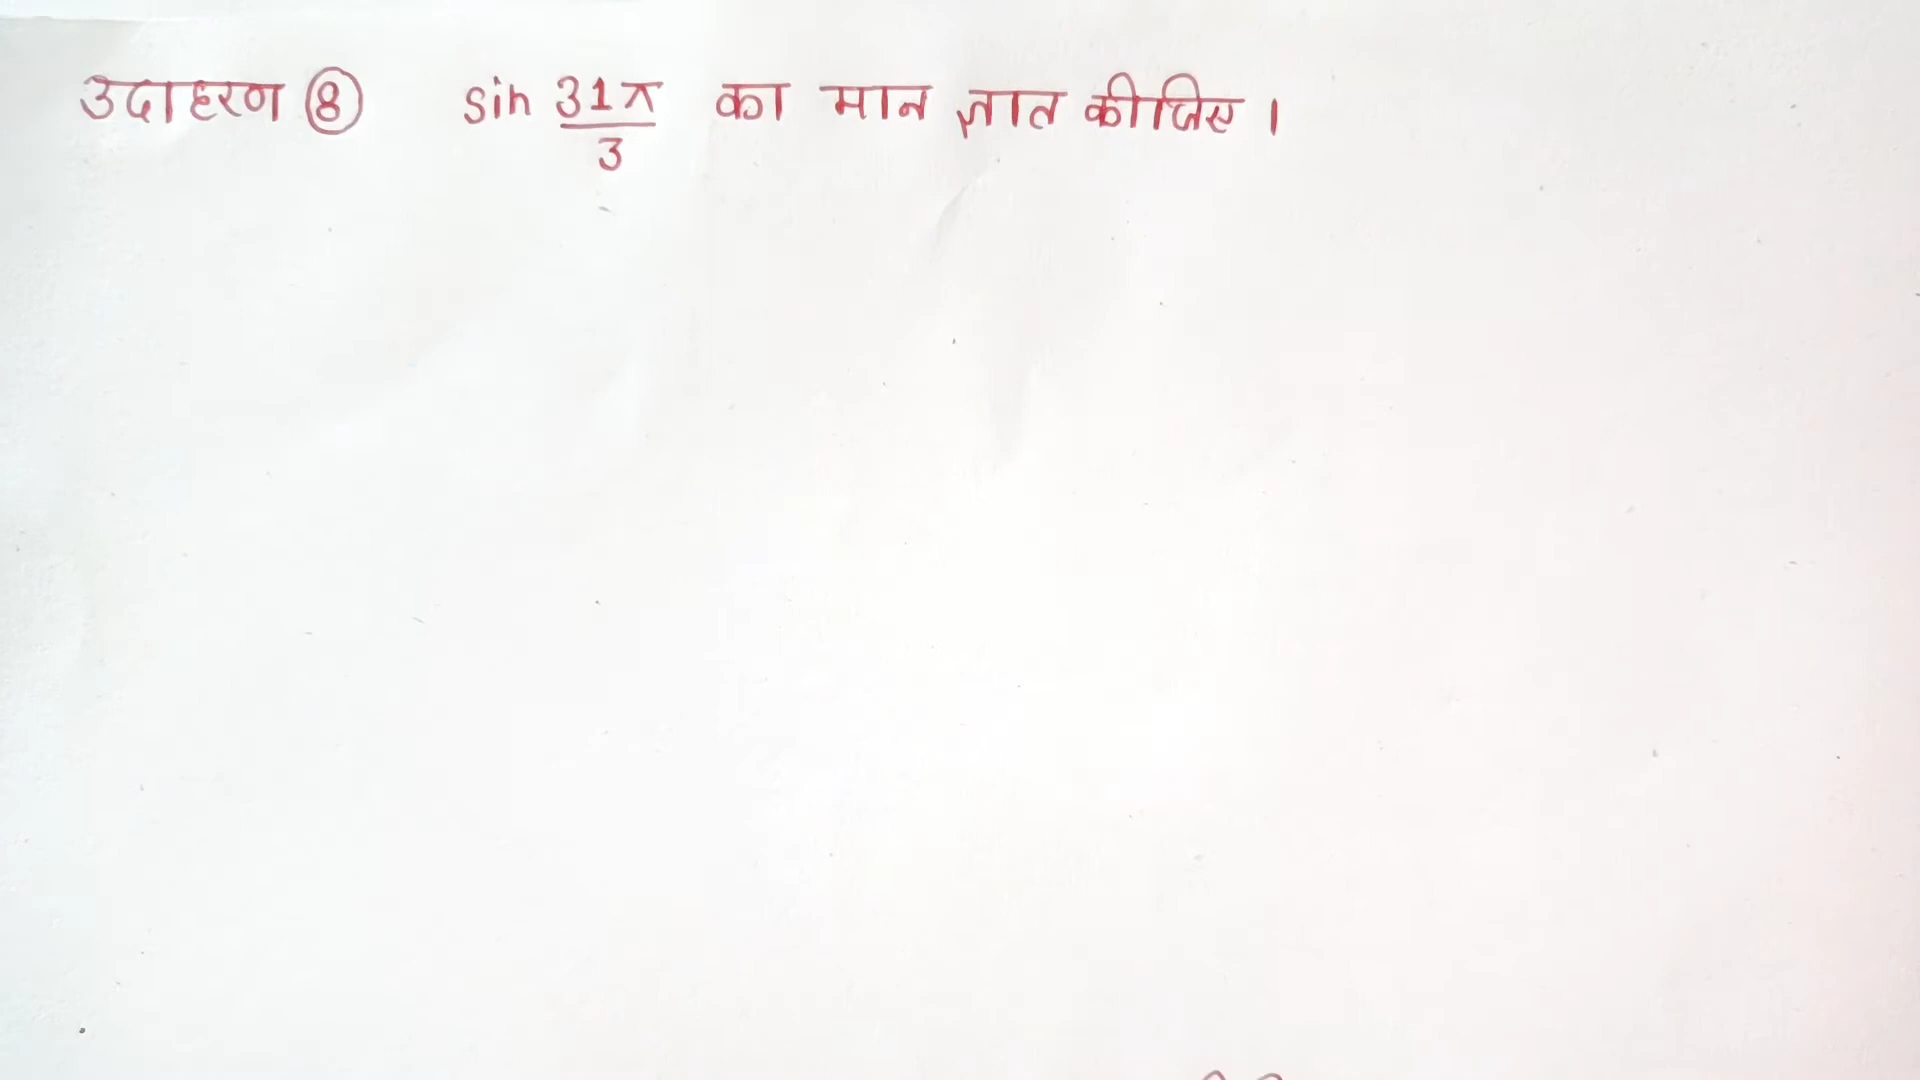 उदाहरण ⑧ sin 31π/3 का मान ज्ञात कीजिए ।